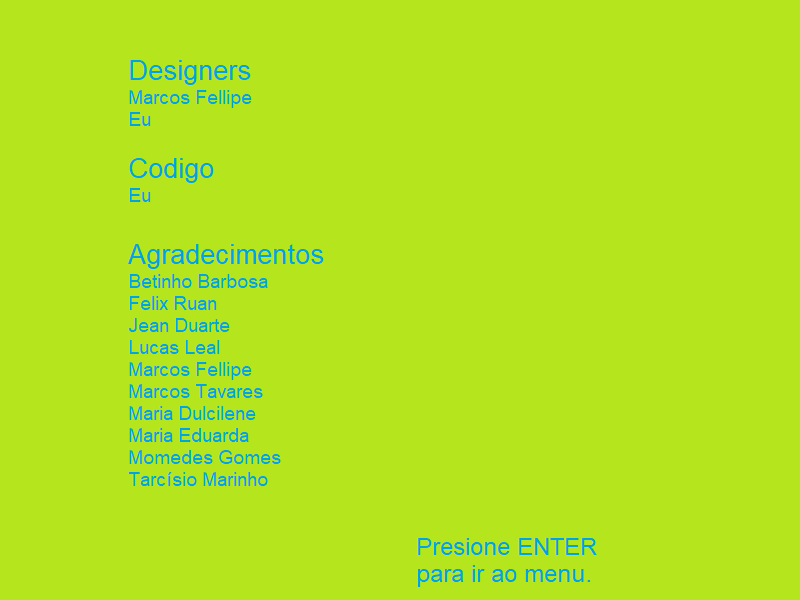 Designers
Marcos Fellipe
Eu
Codigo
Eu
Agradecimentos
Betinho Barbosa
Felix Ruan
Jean Duarte
Lucas Leal
Marcos Fellipe
Marcos Tavares
Maria Dulcilene
Maria Eduarda
Momedes Gomes
Tarcísio Marinho
Presione ENTER
para ir ao menu.